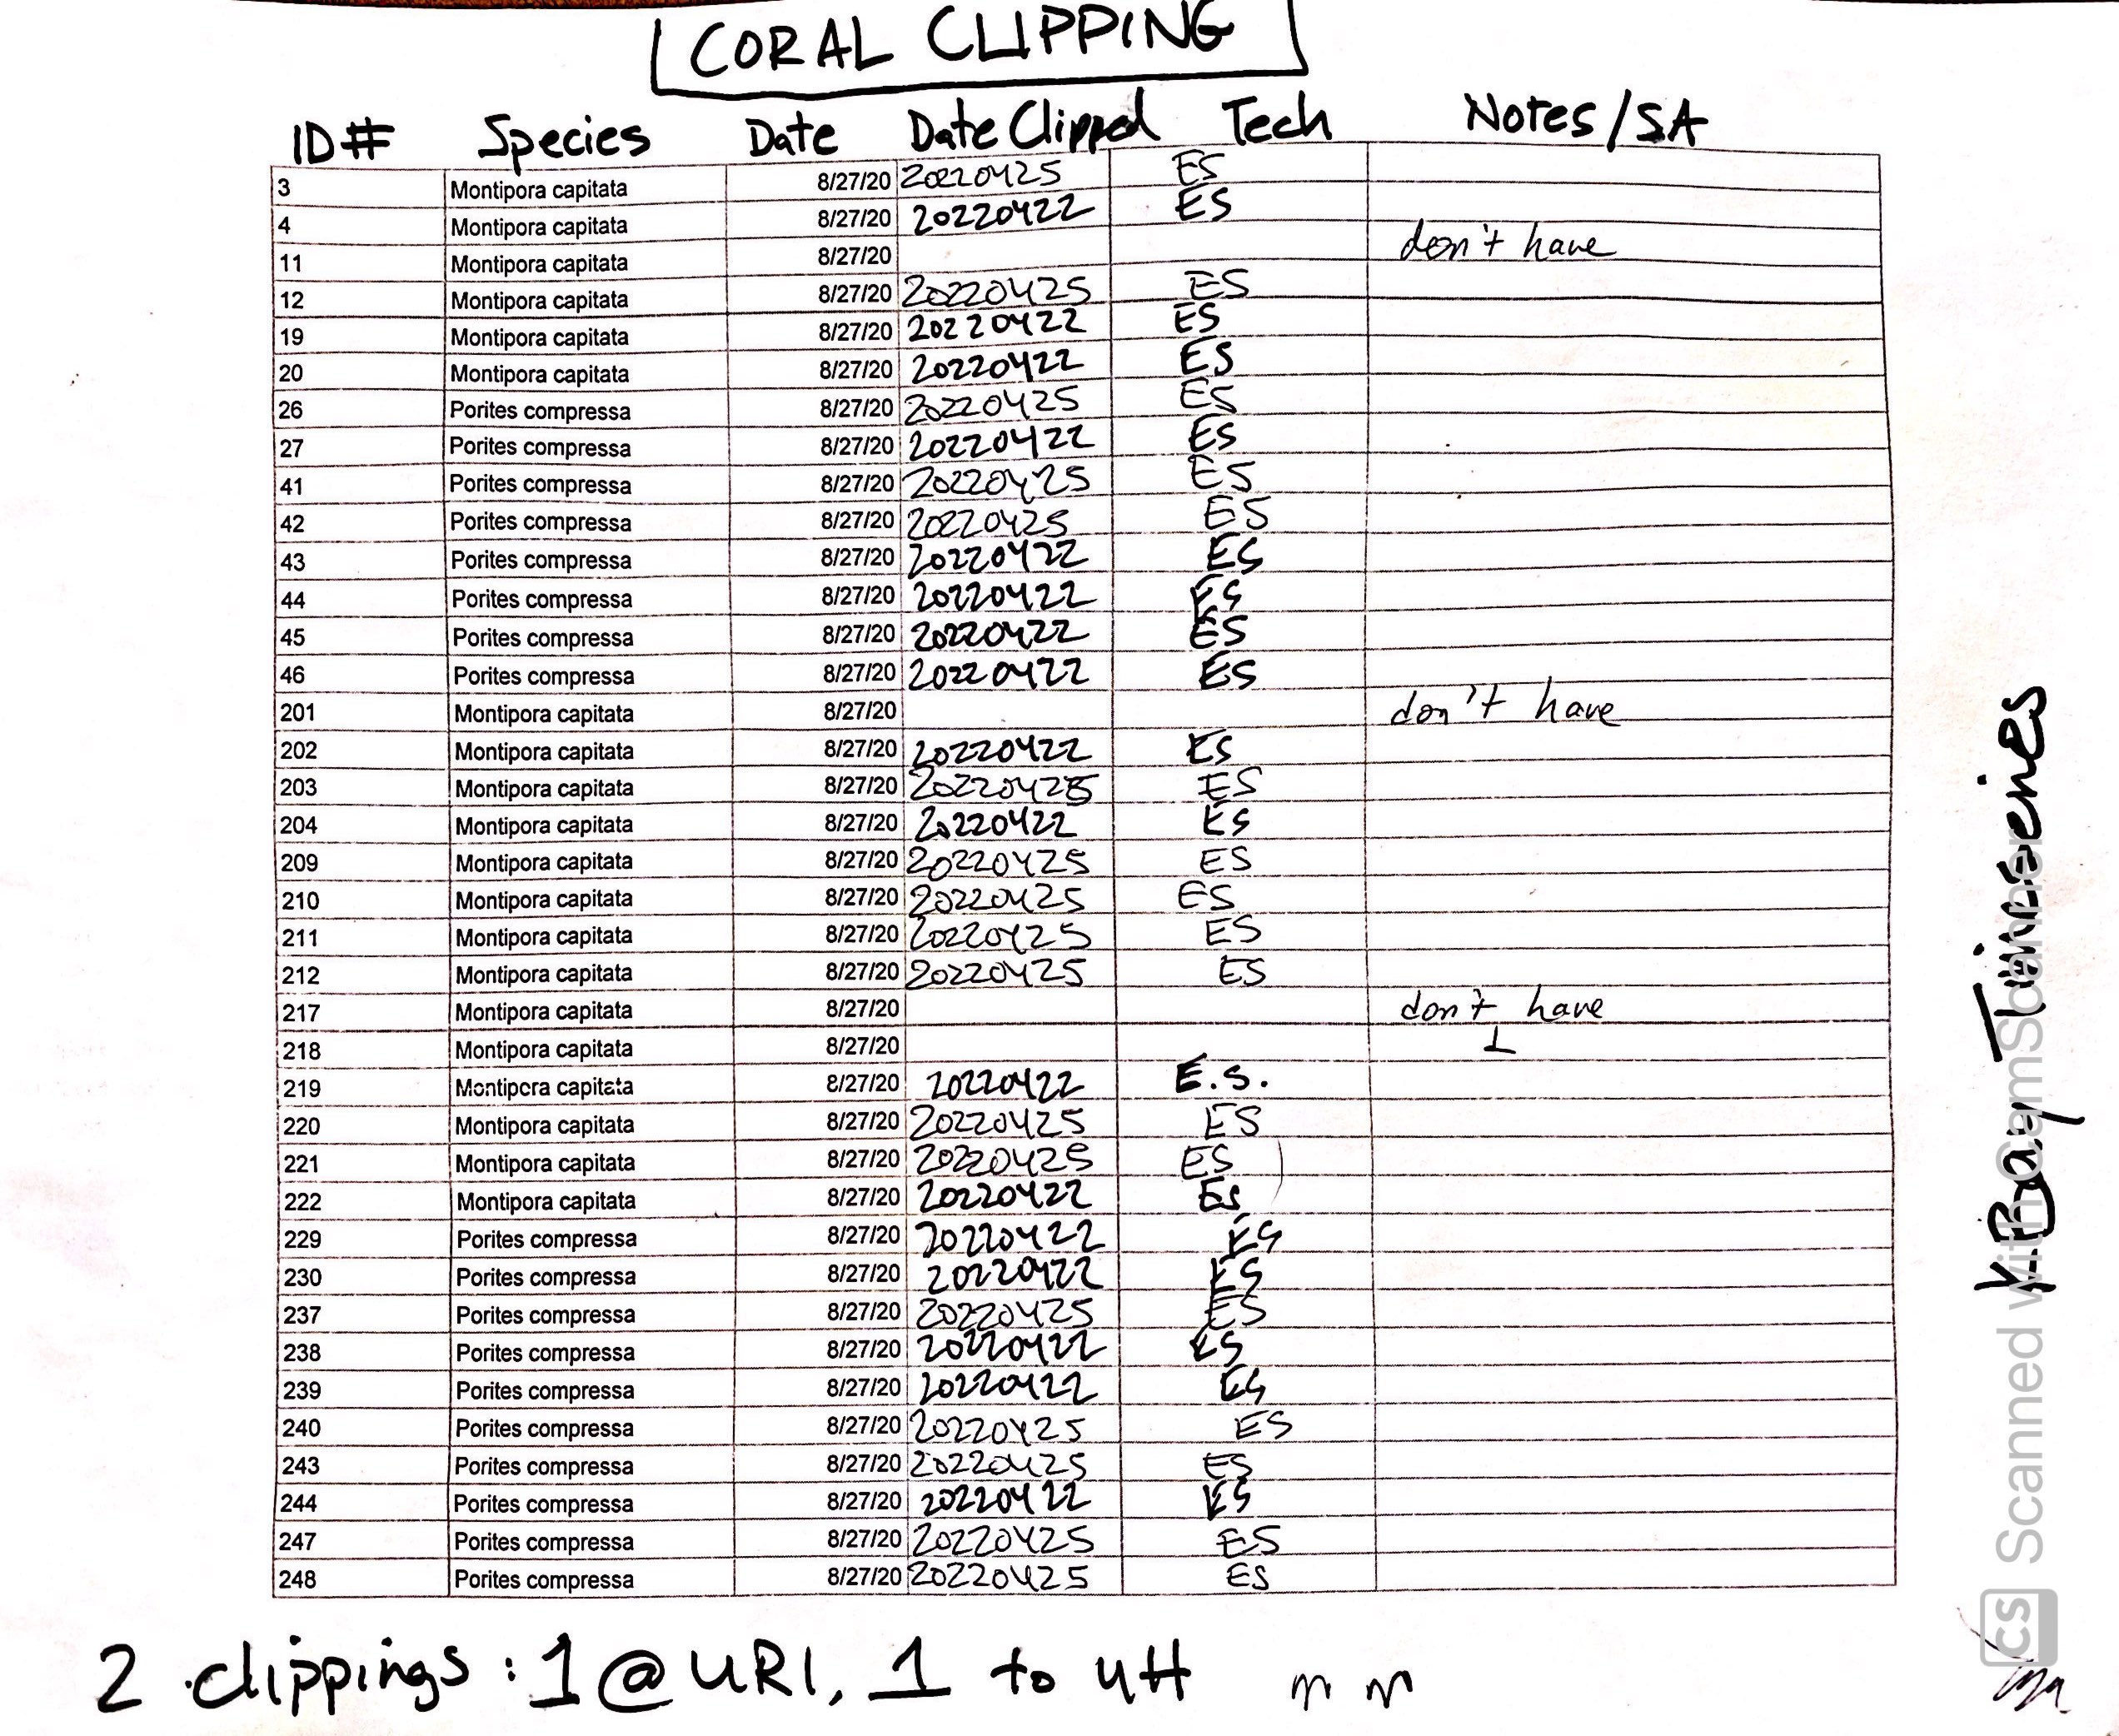 CORAL CLIPPING
ID# Species Date Date Clipped Tech Notes/SA
3 Montipora capitata 8/27/20 20220425 ES
4 Montipora capitata 8/27/20 20220422 ES
11 Montipora capitata 8/27/20 don't have
12 Montipora capitata 8/27/20 20220425 ES
19 Montipora capitata 8/27/20 20220422 ES
20 Montipora capitata 8/27/20 20220422 ES
26 Porites compressa 8/27/20 20220425 ES
27 Porites compressa 8/27/20 20220422 ES
41 Porites compressa 8/27/20 20220425 ES
42 Porites compressa 8/27/20 20220425 ES
43 Porites compressa 8/27/20 20220422 ES
44 Porites compressa 8/27/20 20220422 ES
45 Porites compressa 8/27/20 20220422 ES
46 Porites compressa 8/27/20 20220422 ES
201 Montipora capitata 8/27/20 don't have
202 Montipora capitata 8/27/20 20220422 ES
203 Montipora capitata 8/27/20 20220425 ES
204 Montipora capitata 8/27/20 20220422 ES
209 Montipora capitata 8/27/20 20220425 ES
210 Montipora capitata 8/27/20 20220425 ES
211 Montipora capitata 8/27/20 20220425 ES
212 Montipora capitata 8/27/20 20220425 ES
217 Montipora capitata 8/27/20 don't have
218 Montipora capitata 8/27/20
219 Montipora capitata 8/27/20 20220422 E.S.
220 Montipora capitata 8/27/20 20220425 ES
221 Montipora capitata 8/27/20 20220425 ES
222 Montipora capitata 8/27/20 20220422 ES
229 Porites compressa 8/27/20 20220422 ES
230 Porites compressa 8/27/20 20220422 ES
237 Porites compressa 8/27/20 20220425 ES
238 Porites compressa 8/27/20 20220422 ES
239 Porites compressa 8/27/20 20220422 ES
240 Porites compressa 8/27/20 20220425 ES
243 Porites compressa 8/27/20 20220425 ES
244 Porites compressa 8/27/20 20220422 ES
247 Porites compressa 8/27/20 20220425 ES
248 Porites compressa 8/27/20 20220425 ES
2 clippings: 1 @ URI, 1 to UH
K-Bay Timeseries
CS Scanned with CamScanner